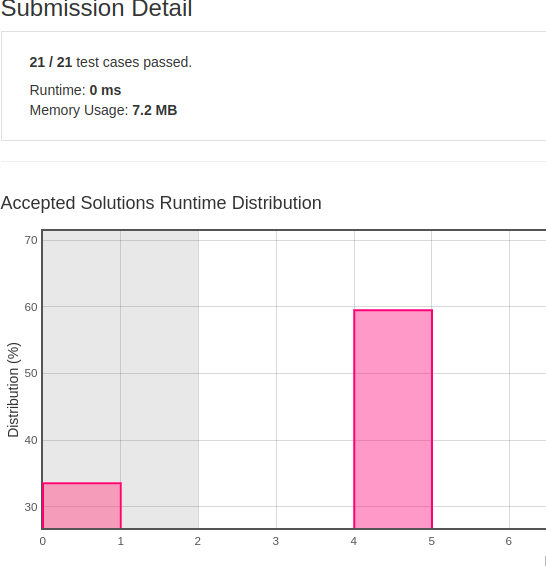 Submission Detail
21 / 21 test cases passed.
Runtime: 0 ms
Memory Usage: 7.2 MB
Accepted Solutions Runtime Distribution
Distribution (%)
70
60
50
40
30
0 1 2 3 4 5 6